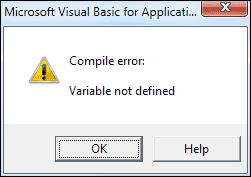 Microsoft Visual Basic for Applicati...
Compile error:
Variable not defined
OK
Help